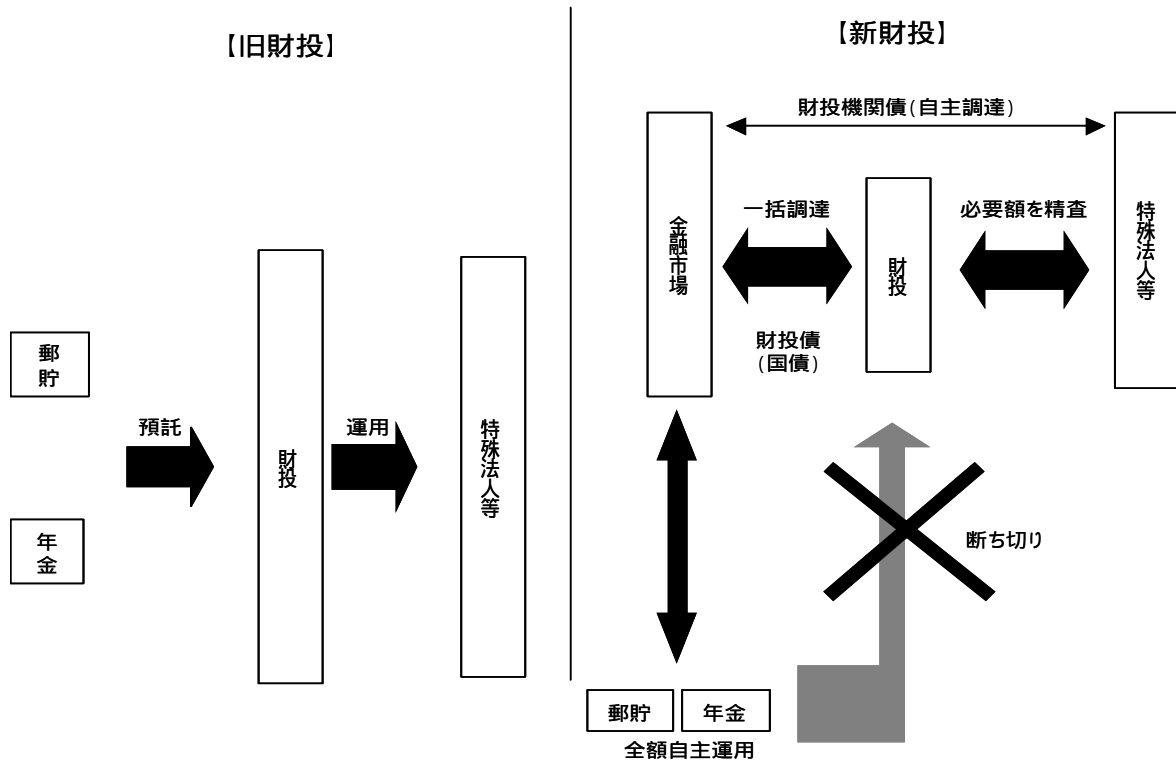 【旧財投】
郵
貯
年
金
預託
財投
運用
特殊法人等
【新財投】
財投機関債(自主調達)
金融市場
一括調達
財投債
(国債)
財投
必要額を精査
特殊法人等
断ち切り
郵貯
年金
全額自主運用